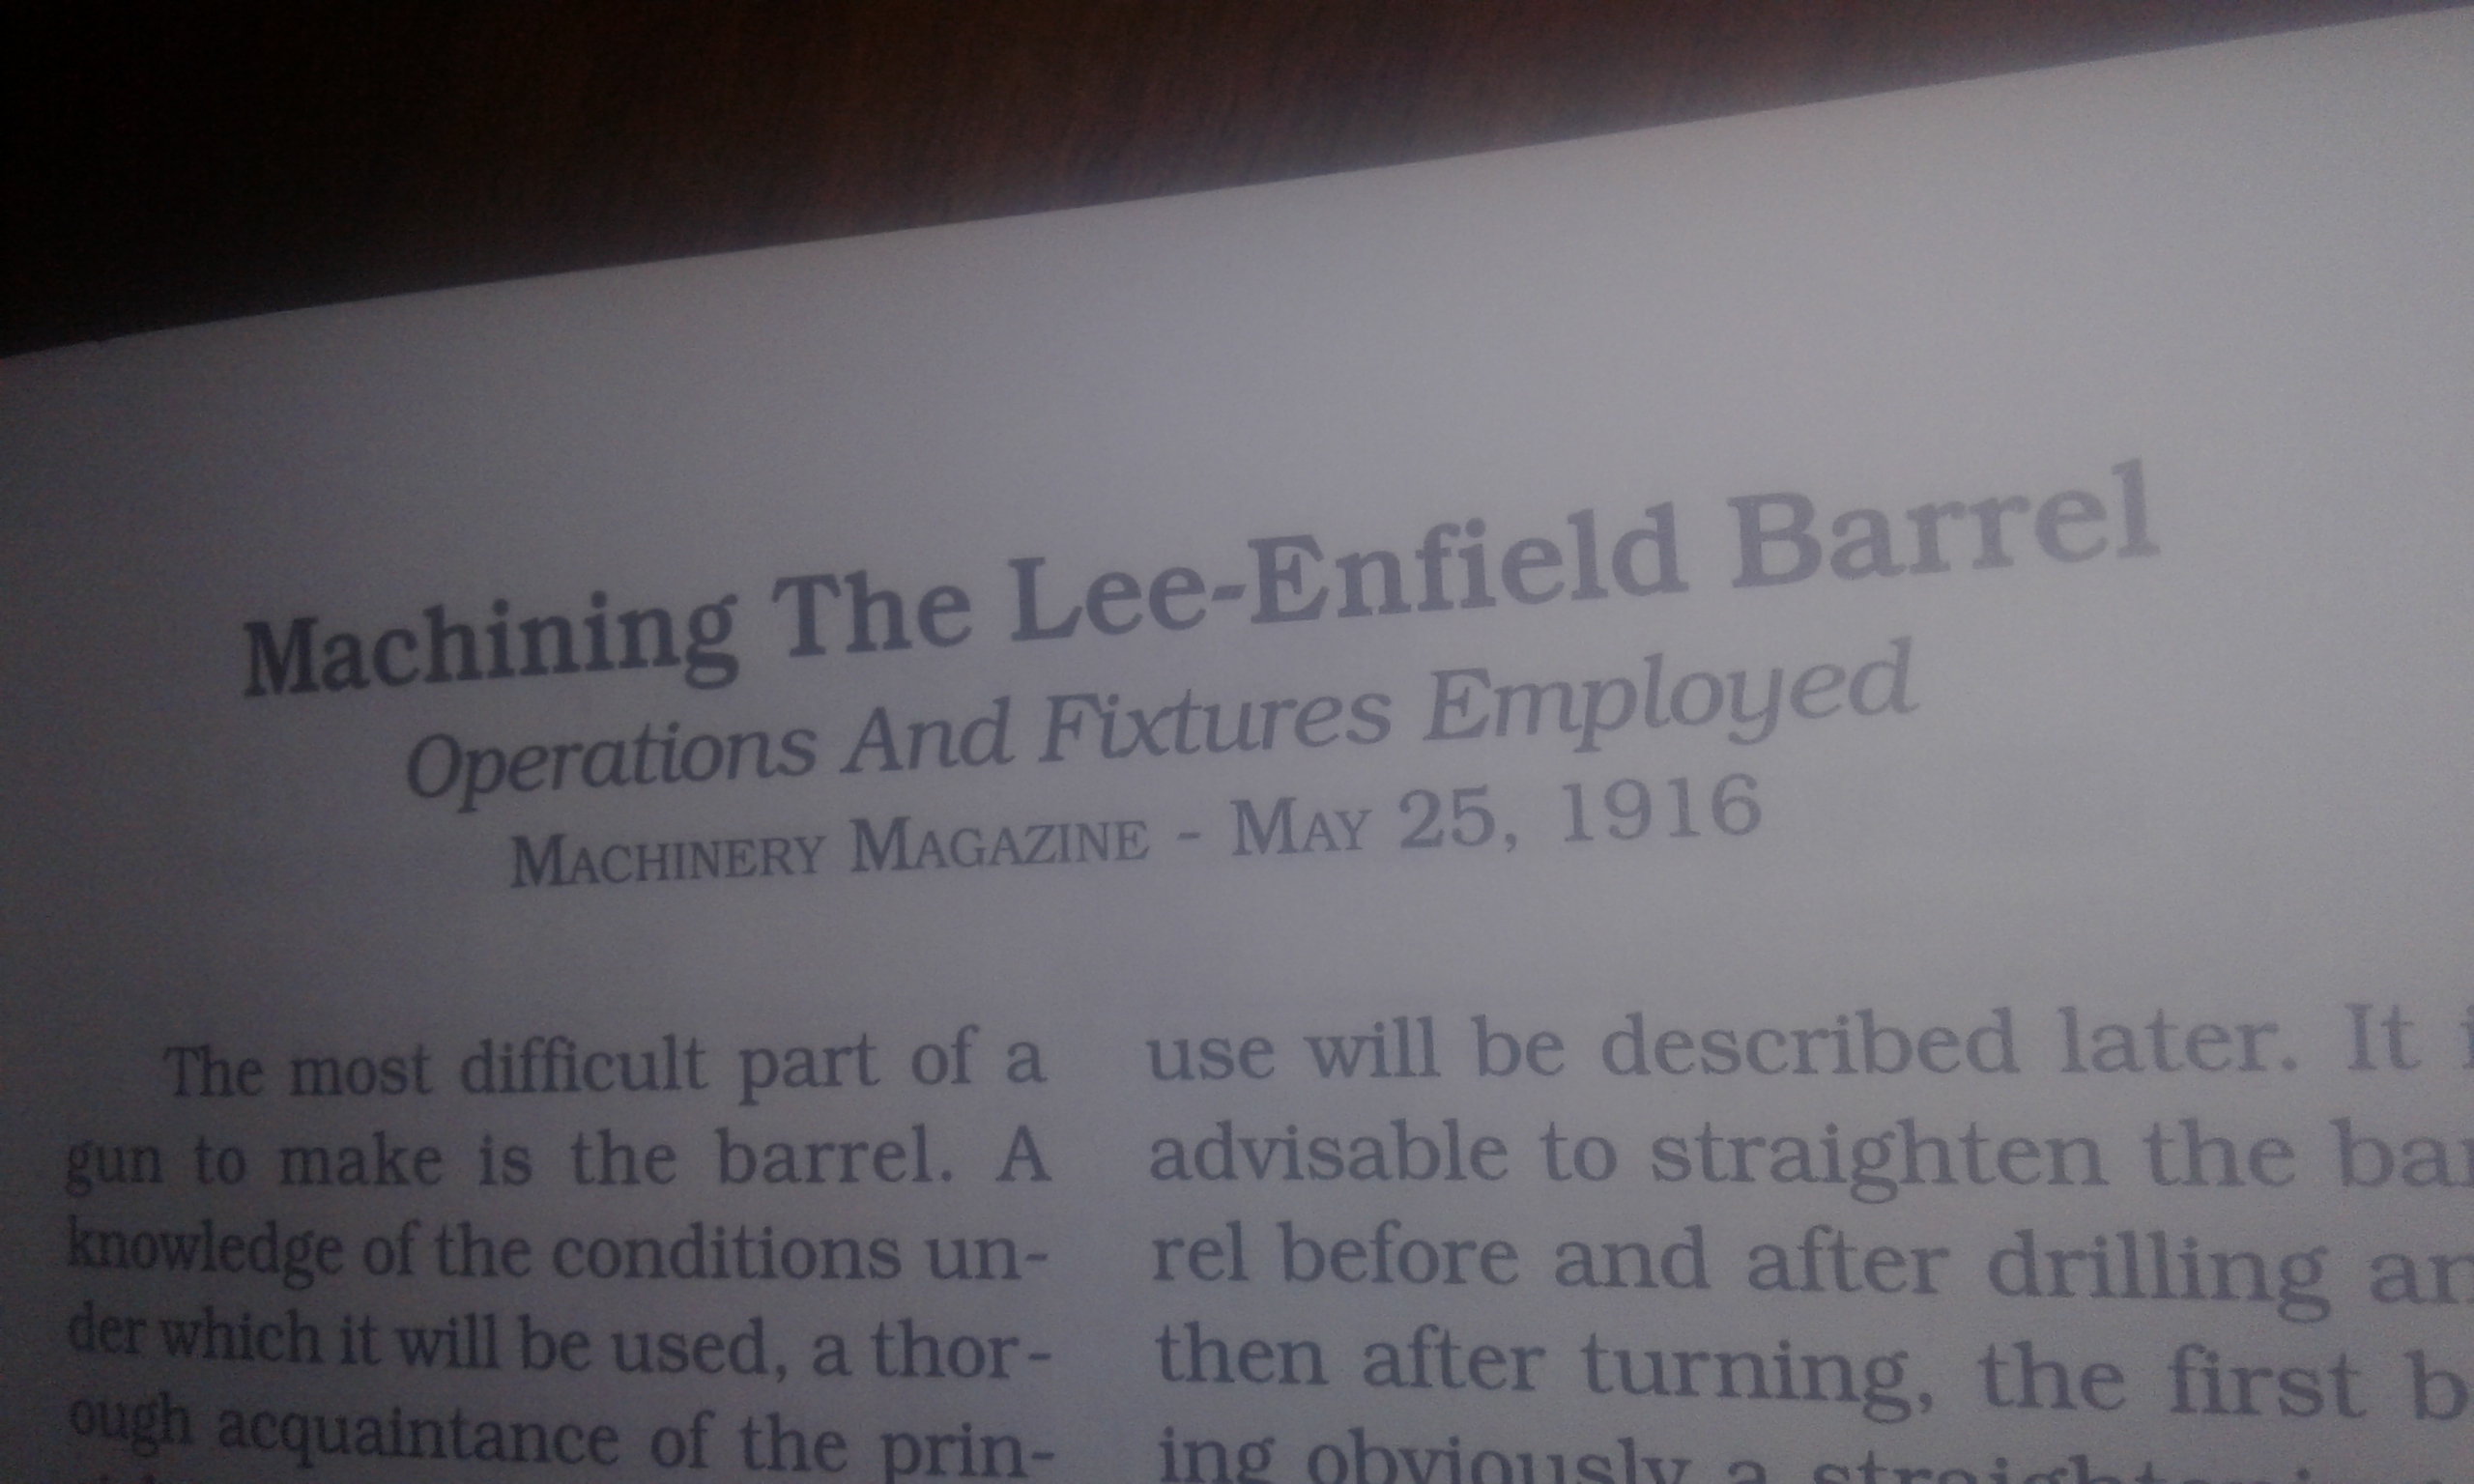 Machining The Lee-Enfield Barrel
Operations And Fixtures Employed
MACHINERY MAGAZINE - MAY 25, 1916
The most difficult part of a
gun to make is the barrel. A
knowledge of the conditions un-
der which it will be used, a thor-
ough acquaintance of the prin-
use will be described later. It
advisable to straighten the bar
rel before and after drilling
then after turning, the first
ing obviously a